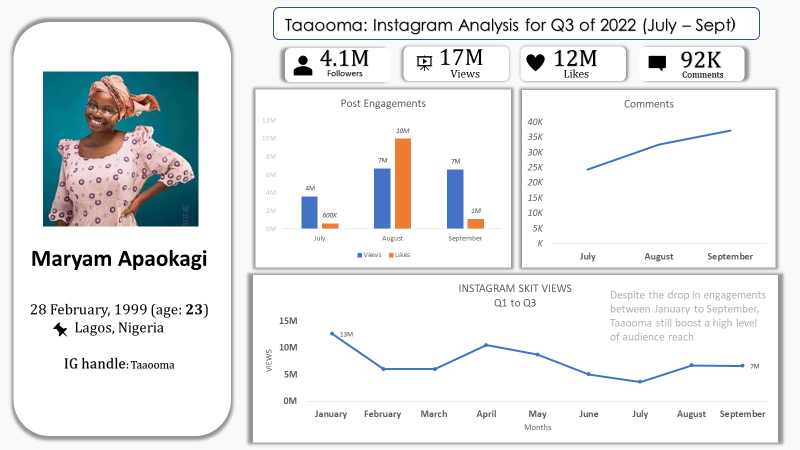 Taaooma: Instagram Analysis for Q3 of 2022 (July – Sept)
4.1M
Followers
17M
Views
12M
Likes
92K
Comments
Maryam Apaokagi
28 February, 1999 (age: 23)
Lagos, Nigeria
IG handle: Taaooma
Post Engagements
12M
10M
8M
6M
4M
2M
0M
4M
600K
7M
10M
7M
1M
July
August
September
Views
Likes
Comments
40K
35K
30K
25K
20K
15K
10K
5K
K
July
August
September
INSTAGRAM SKIT VIEWS
Q1 to Q3
Despite the drop in engagements
between January to September,
Taaooma still boost a high level
of audience reach
VIEWS
15M
10M
5M
0M
13M
7M
January
February
March
April
May
June
July
August
September
Months